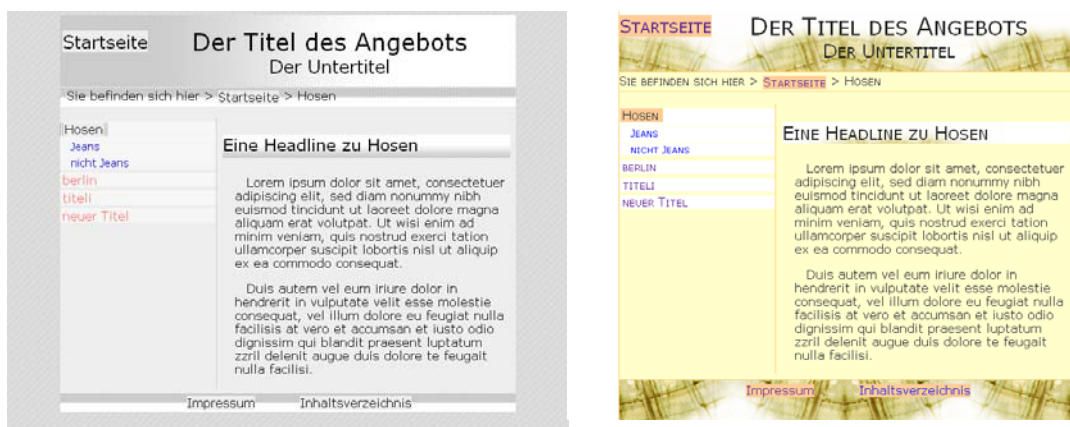 Startseite
Der Titel des Angebots
Der Untertitel
Sie befinden sich hier > Startseite > Hosen
Hosen
Jeans
nicht Jeans
berlin
titeli
neuer Titel
Eine Headline zu Hosen
Lorem ipsum dolor sit amet, consectetuer
adipiscing elit, sed diam nonummy nibh
euismod tincidunt ut laoreet dolore magna
aliquam erat volutpat. Ut wisi enim ad
minim veniam, quis nostrud exerci tation
ullamcorper suscipit lobortis nisl ut aliquip
ex ea commodo consequat.
Duis autem vel eum iriure dolor in
hendrerit in vulputate velit esse molestie
consequat, vel illum dolore eu feugiat nulla
facilisis at vero et accumsan et iusto odio
dignissim qui blandit praesent luptatum
zzril delenit augue duis dolore te feugait
nulla facilisi.
Impressum Inhaltsverzeichnis
Startseite
Der Titel des Angebots
Der Untertitel
Sie befinden sich hier > Startseite > Hosen
Hosen
Jeans
nicht Jeans
berlin
titeli
neuer Titel
Eine Headline zu Hosen
Lorem ipsum dolor sit amet, consectetuer
adipiscing elit, sed diam nonummy nibh
euismod tincidunt ut laoreet dolore magna
aliquam erat volutpat. Ut wisi enim ad
minim veniam, quis nostrud exerci tation
ullamcorper suscipit lobortis nisl ut aliquip
ex ea commodo consequat.
Duis autem vel eum iriure dolor in
hendrerit in vulputate velit esse molestie
consequat, vel illum dolore eu feugiat nulla
facilisis at vero et accumsan et iusto odio
dignissim qui blandit praesent luptatum
zzril delenit augue duis dolore te feugait
nulla facilisi.
Impressum Inhaltsverzeichnis